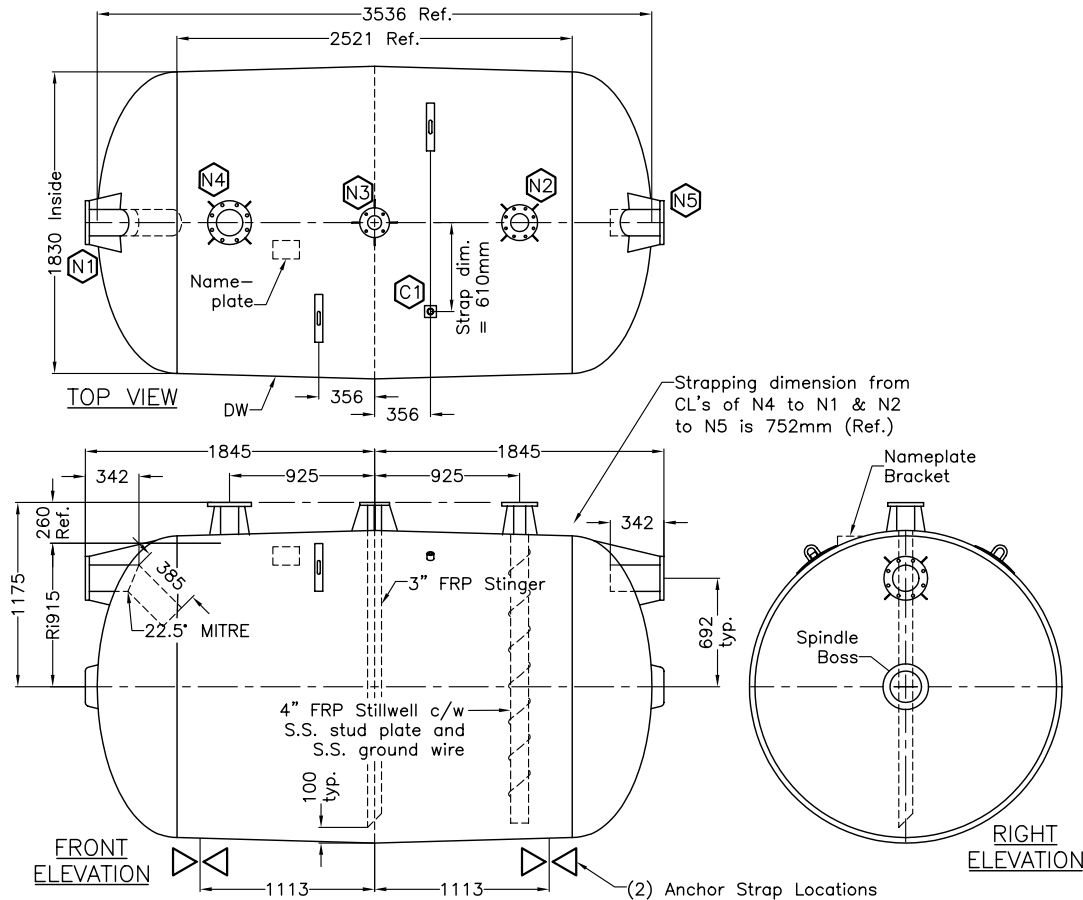 3536 Ref.
2521 Ref.
1830 Inside
N4
N3
N2
N5
N1
C1
Name-
plate
Strap dim.
= 610mm
356
356
DW
TOP VIEW
Strapping dimension from
CL's of N4 to N1 & N2
to N5 is 752mm (Ref.)
1845
1845
342
925
925
342
260
Ref.
1175
Ri915
385
22.5° MITRE
3" FRP Stinger
692
typ.
4" FRP Stillwell c/w
S.S. stud plate and
S.S. ground wire
100
typ.
FRONT
ELEVATION
1113
1113
(2) Anchor Strap Locations
Nameplate
Bracket
Spindle
Boss
RIGHT
ELEVATION